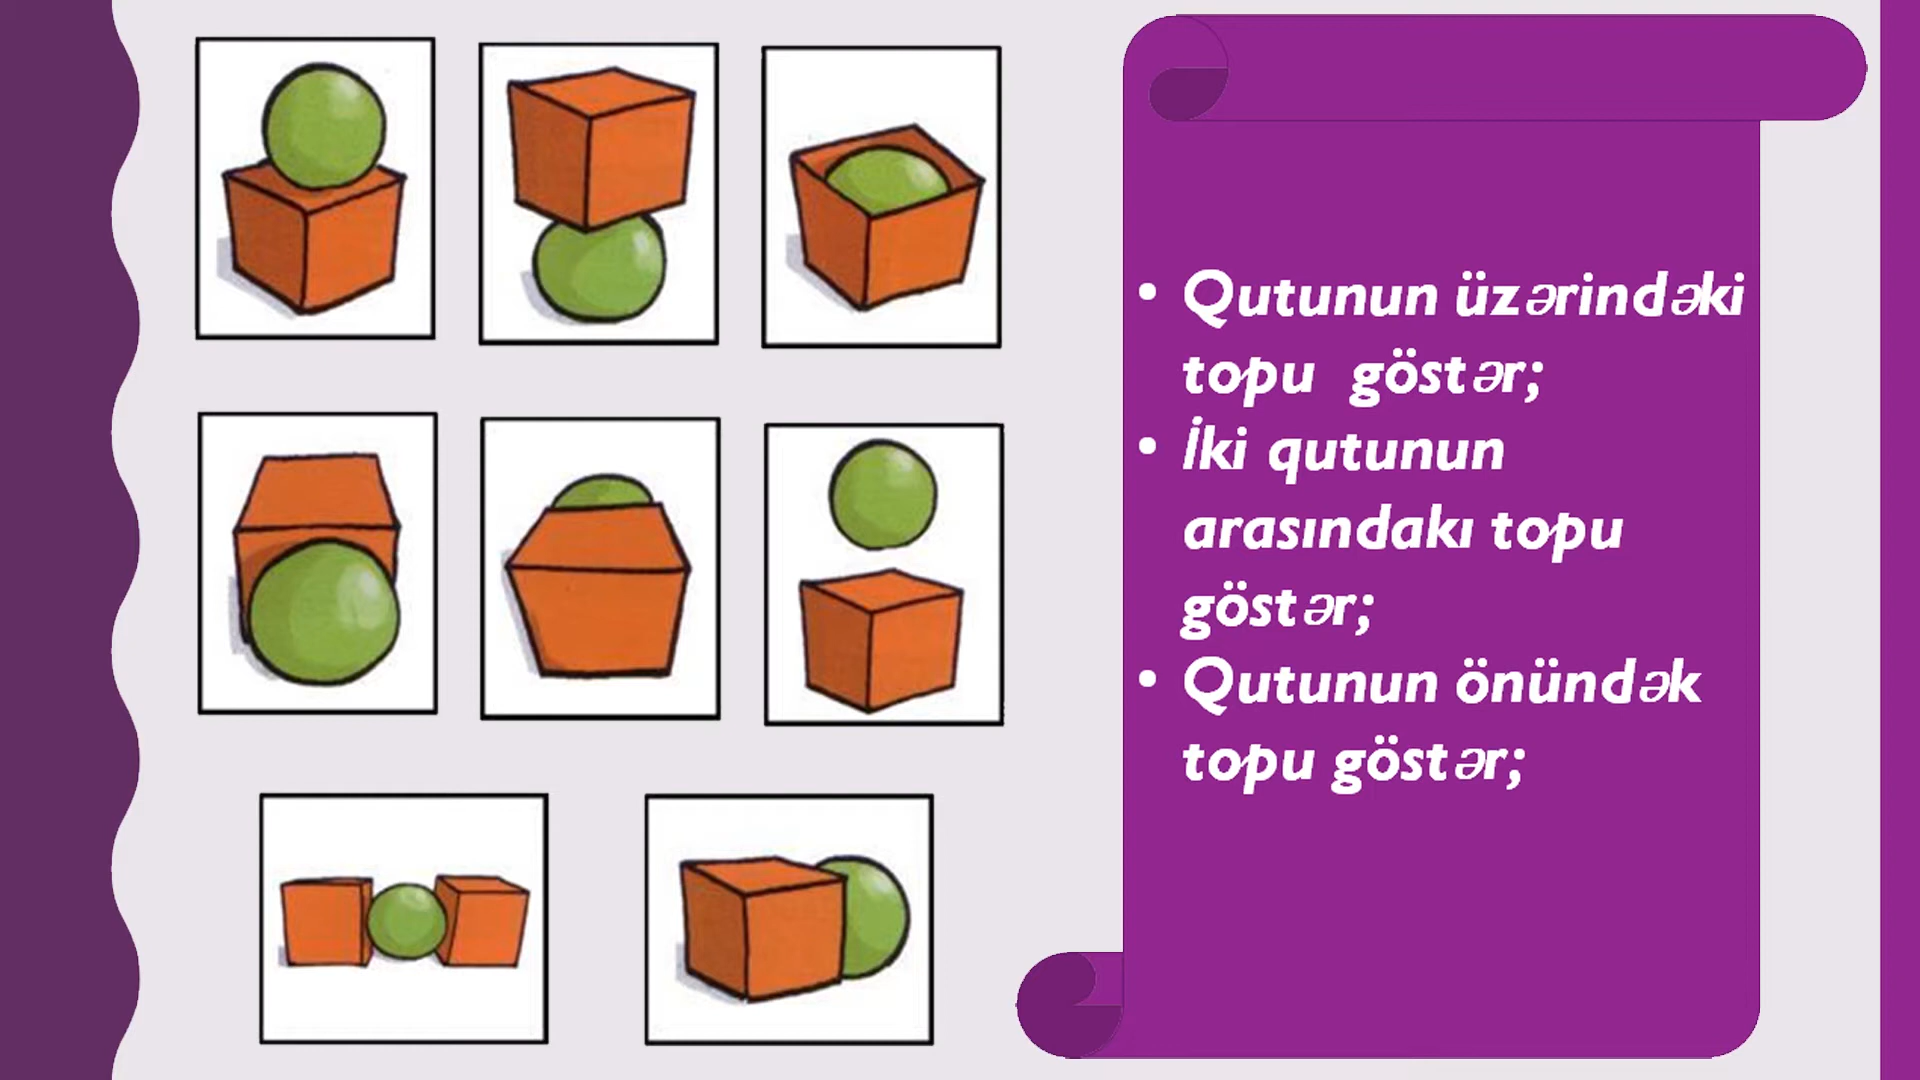 • Qutunun üzərindəki
topu göstər;
• İki qutunun
arasındakı topu
göstər;
• Qutunun önündək
topu göstər;